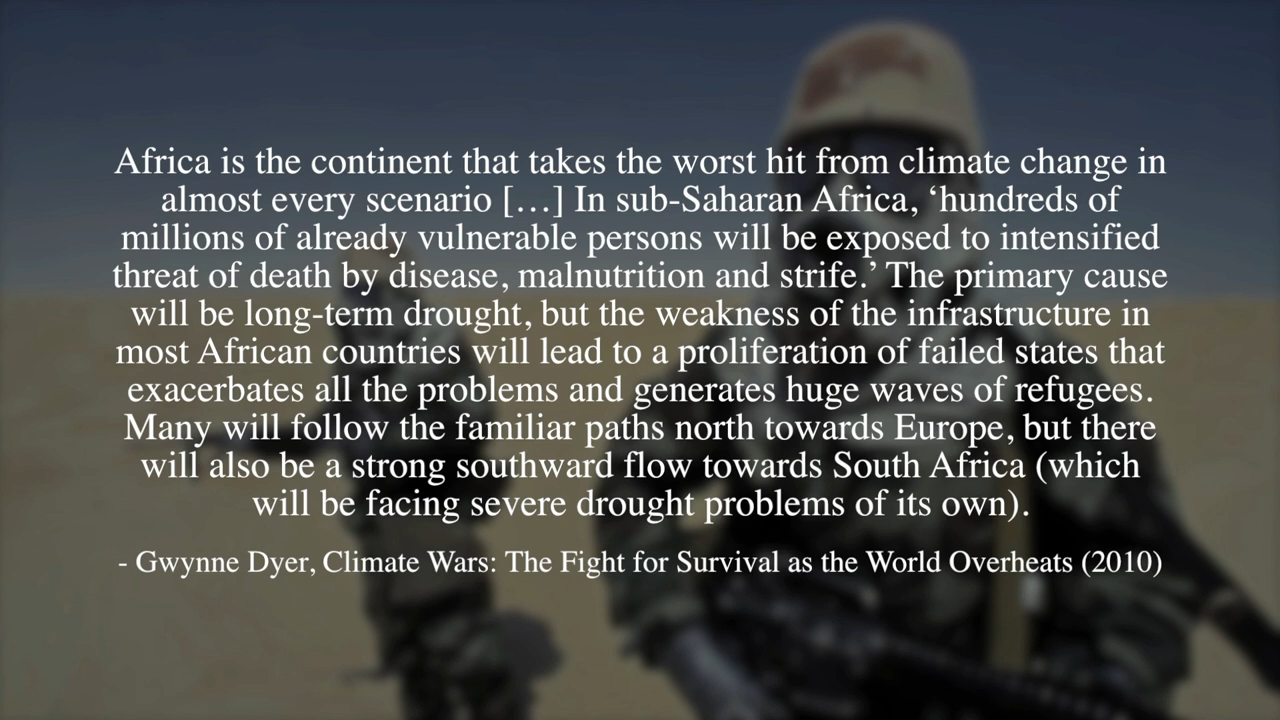 Africa is the continent that takes the worst hit from climate change in
almost every scenario […] In sub-Saharan Africa, ‘hundreds of
millions of already vulnerable persons will be exposed to intensified
threat of death by disease, malnutrition and strife.’ The primary cause
will be long-term drought, but the weakness of the infrastructure in
most African countries will lead to a proliferation of failed states that
exacerbates all the problems and generates huge waves of refugees.
Many will follow the familiar paths north towards Europe, but there
will also be a strong southward flow towards South Africa (which
will be facing severe drought problems of its own).
- Gwynne Dyer, Climate Wars: The Fight for Survival as the World Overheats (2010)